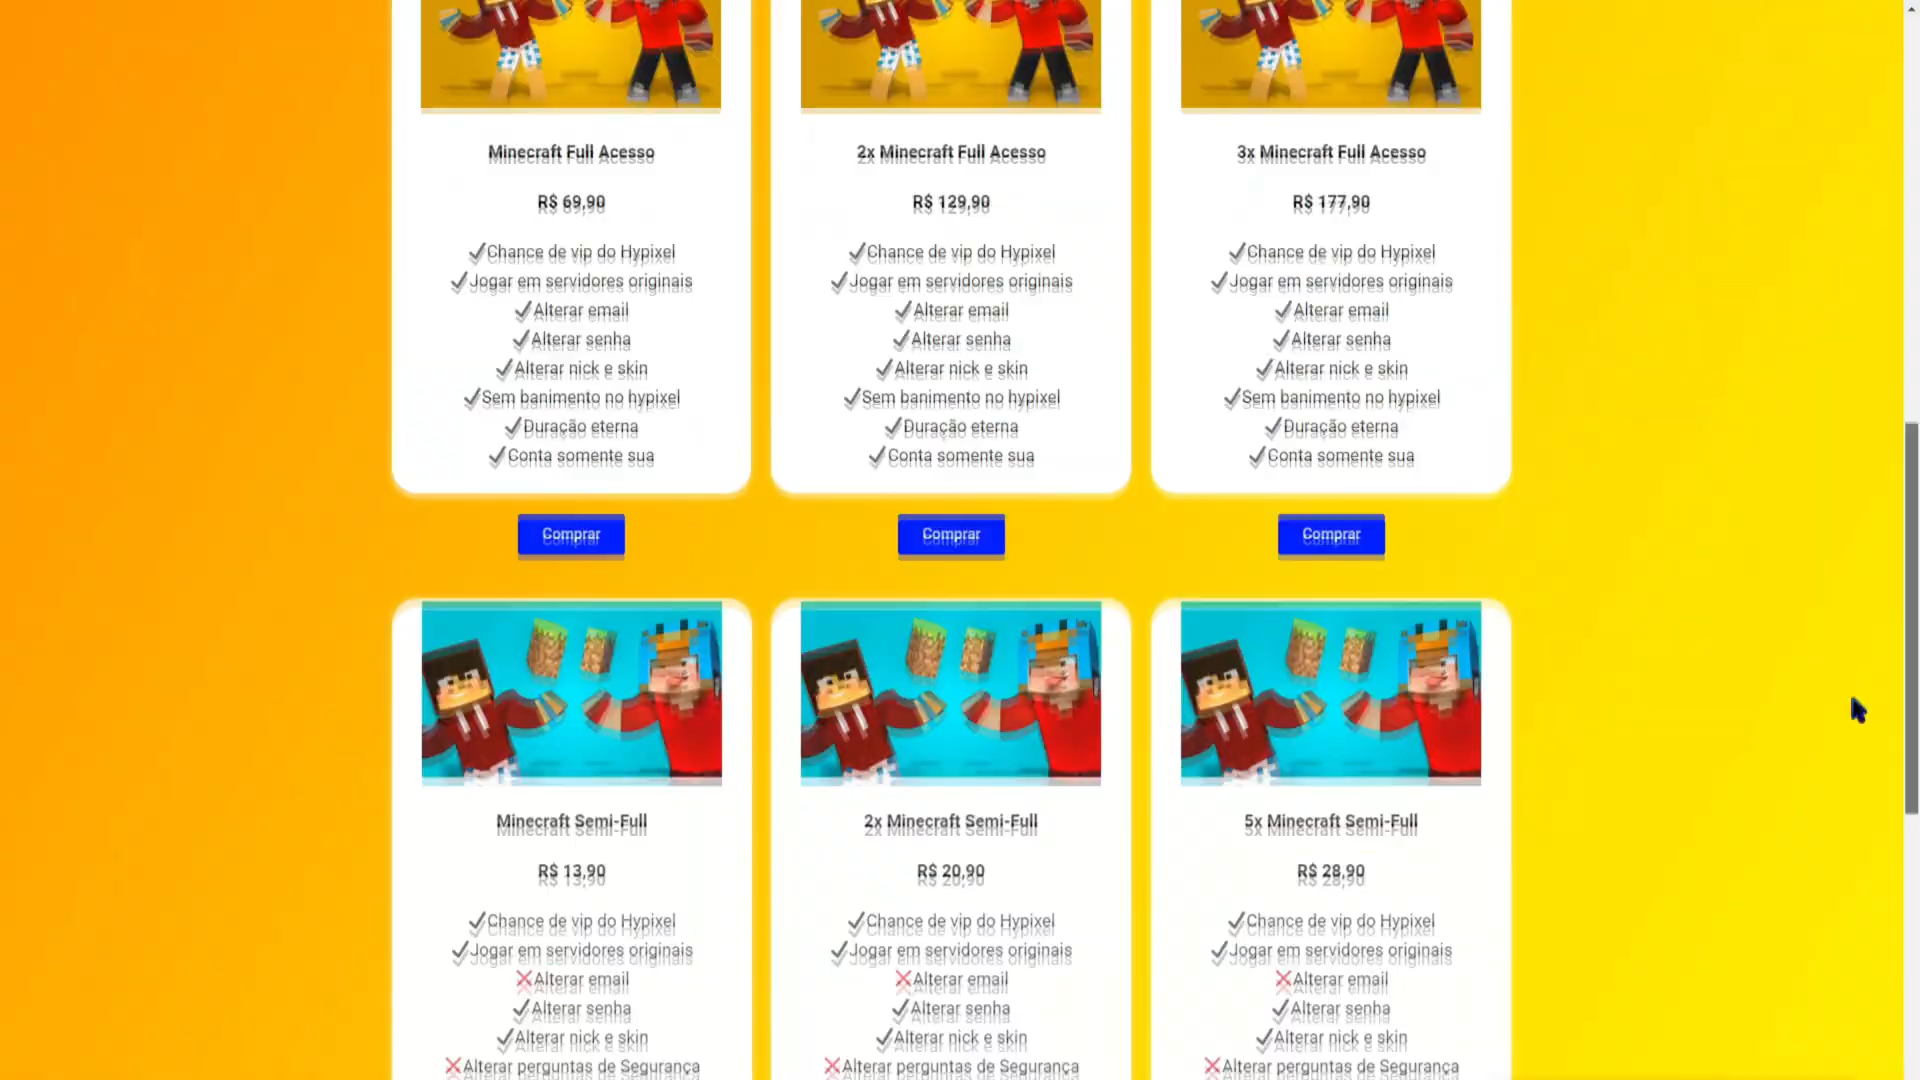 Minecraft Full Acesso
R$ 69,90
✓Chance de vip do Hypixel
✓Jogar em servidores originais
✓Alterar email
✓Alterar senha
✓Alterar nick e skin
✓Sem banimento no hypixel
✓Duração eterna
✓Conta somente sua
Comprar
2x Minecraft Full Acesso
R$ 129,90
✓Chance de vip do Hypixel
✓Jogar em servidores originais
✓Alterar email
✓Alterar senha
✓Alterar nick e skin
✓Sem banimento no hypixel
✓Duração eterna
✓Conta somente sua
Comprar
3x Minecraft Full Acesso
R$ 177,90
✓Chance de vip do Hypixel
✓Jogar em servidores originais
✓Alterar email
✓Alterar senha
✓Alterar nick e skin
✓Sem banimento no hypixel
✓Duração eterna
✓Conta somente sua
Comprar
Minecraft Semi-Full
R$ 13,90
✓Chance de vip do Hypixel
✓Jogar em servidores originais
❌Alterar email
✓Alterar senha
✓Alterar nick e skin
❌Alterar perguntas de Segurança
2x Minecraft Semi-Full
R$ 20,90
✓Chance de vip do Hypixel
✓Jogar em servidores originais
❌Alterar email
✓Alterar senha
✓Alterar nick e skin
❌Alterar perguntas de Segurança
5x Minecraft Semi-Full
R$ 28,90
✓Chance de vip do Hypixel
✓Jogar em servidores originais
❌Alterar email
✓Alterar senha
✓Alterar nick e skin
❌Alterar perguntas de Segurança